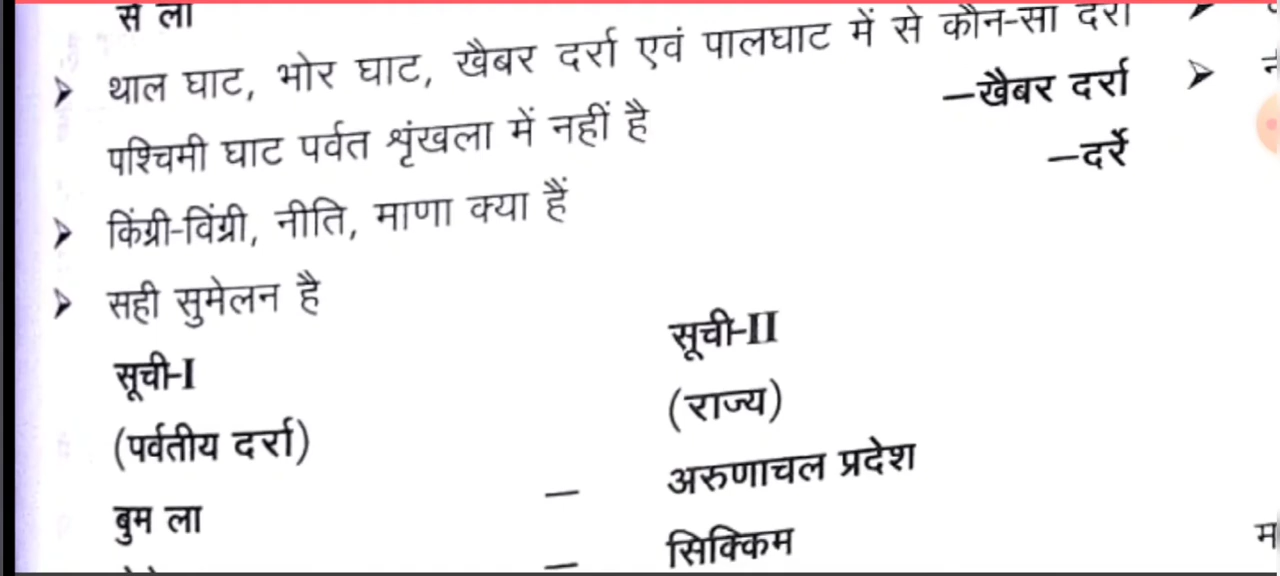 से ला
➤ थाल घाट, भोर घाट, खैबर दर्रा एवं पालघाट में से कौन-सा दर्रा
पश्चिमी घाट पर्वत शृंखला में नहीं है —खैबर दर्रा
➤ किंग्री-विंग्री, नीति, माणा क्या हैं —दर्रे
➤ सही सुमेलन है
सूची-I सूची-II
(पर्वतीय दर्रा) (राज्य)
बुम ला — अरुणाचल प्रदेश
— सिक्किम